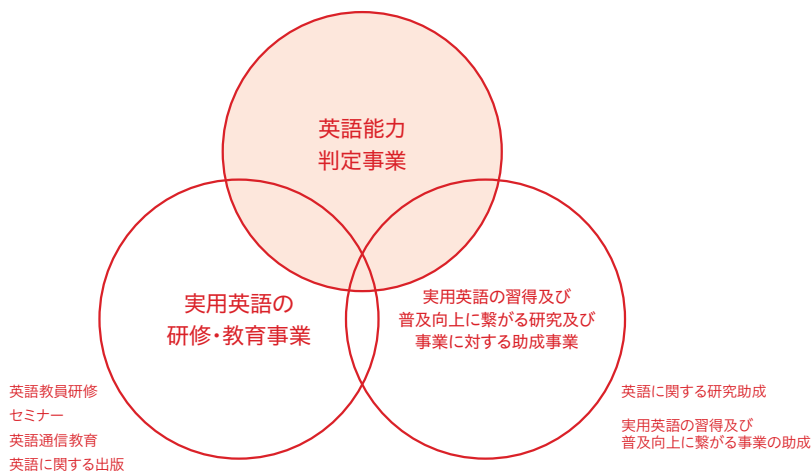 英語能力
判定事業
実用英語の
研修・教育事業
実用英語の習得及び
普及向上に繋がる研究及び
事業に対する助成事業
英語教員研修
セミナー
英語通信教育
英語に関する出版
英語に関する研究助成
実用英語の習得及び
普及向上に繋がる事業の助成